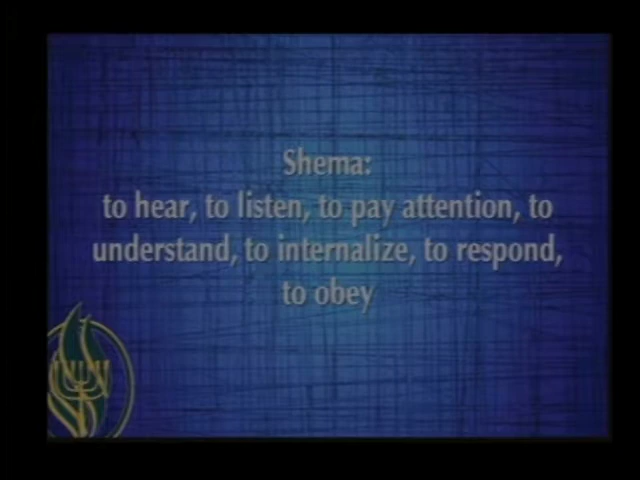 Shema:
to hear, to listen, to pay attention, to
understand, to internalize, to respond,
to obey